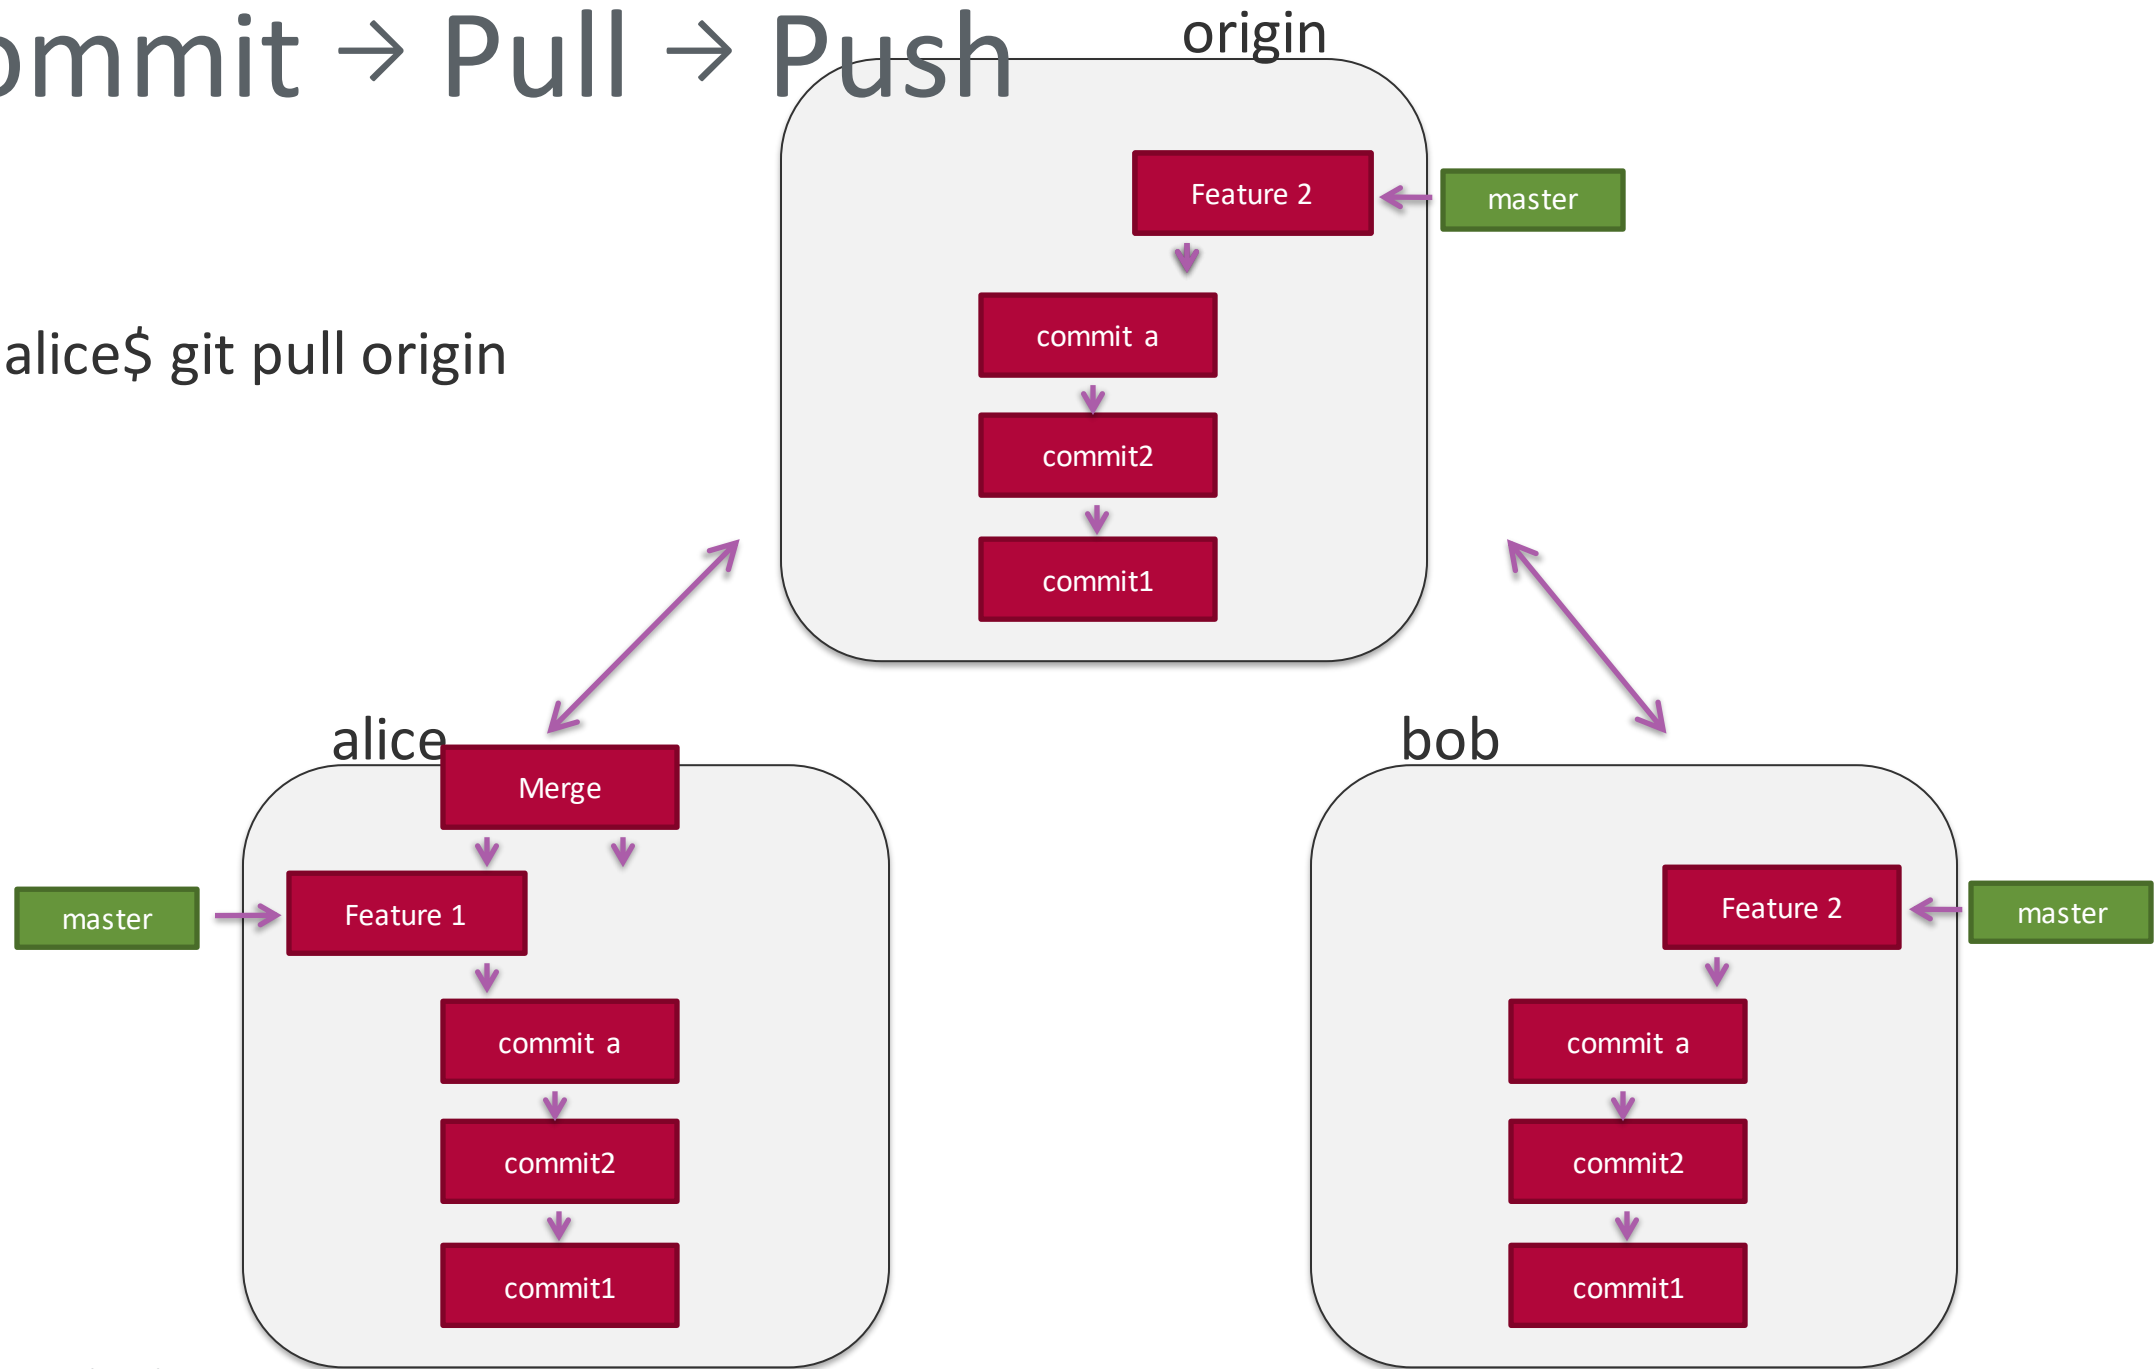 ommit → Pull → Push
origin
Feature 2
master
commit a
alice$ git pull origin
commit2
commit1
alice
bob
Merge
master
Feature 1
Feature 2
master
commit a
commit a
commit2
commit2
commit1
commit1